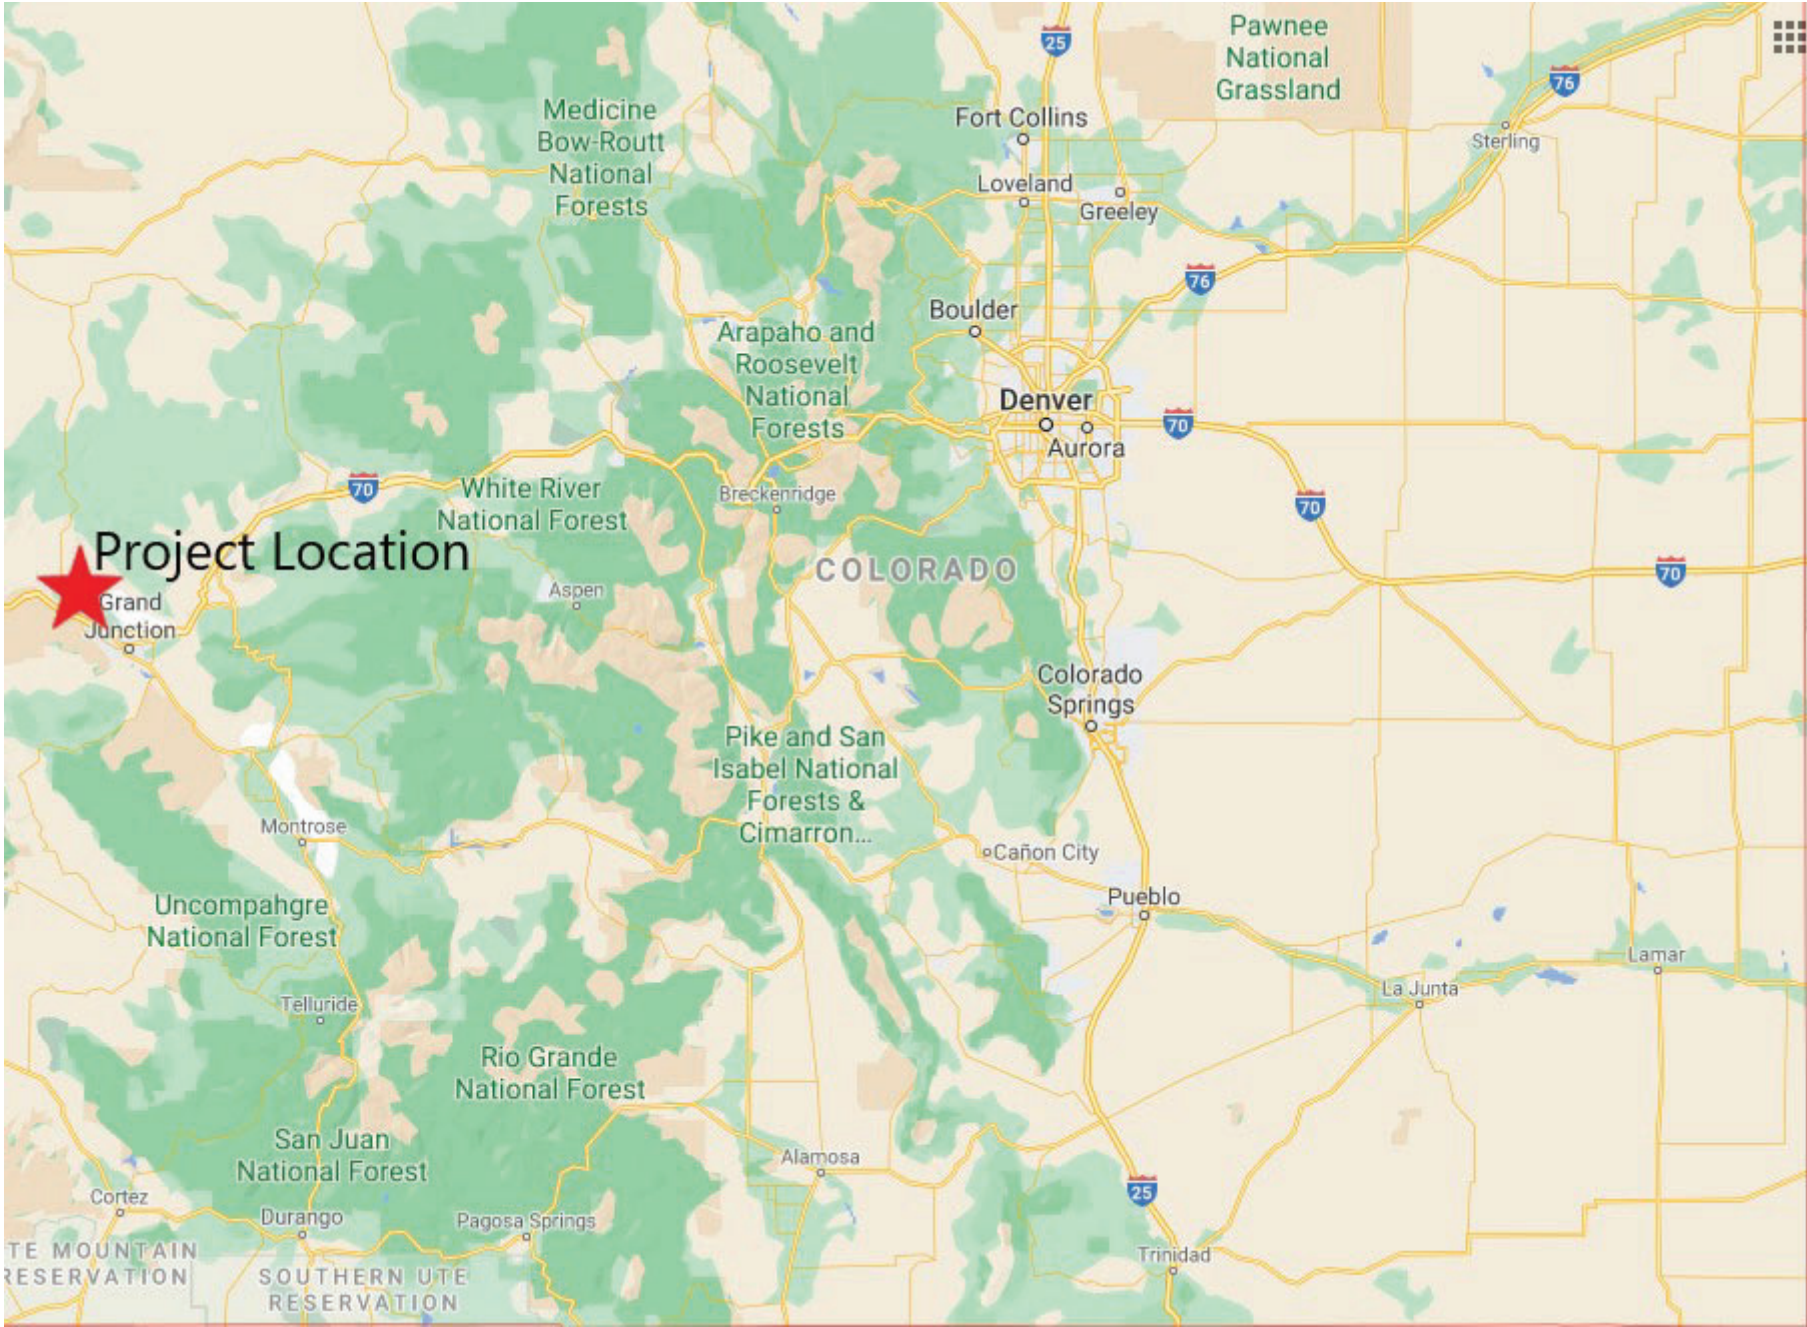 25
Pawnee
National
Grassland
76
Medicine
Bow-Routt
National
Forests
Fort Collins
Sterling
Loveland
Greeley
76
Boulder
Arapaho and
Roosevelt
National
Forests
Denver
70
Aurora
70
White River
National Forest
Breckenridge
70
Project Location
COLORADO
70
Aspen
Grand
Junction
Colorado
Springs
Pike and San
Isabel National
Forests &
Cimarron...
Montrose
Cañon City
Pueblo
Uncompahgre
National Forest
Lamar
La Junta
Telluride
Rio Grande
National Forest
San Juan
National Forest
Alamosa
25
Cortez
Durango
Pagosa Springs
Trinidad
TE MOUNTAIN
RESERVATION
SOUTHERN UTE
RESERVATION